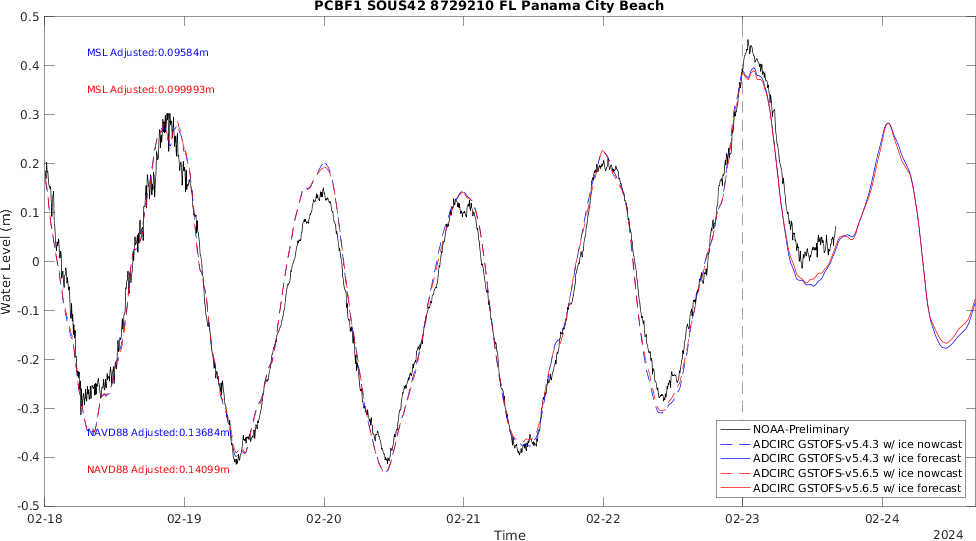 PCBF1 SOUS42 8729210 FL Panama City Beach
0.5
0.4
0.3
0.2
0.1
0
-0.1
-0.2
-0.3
-0.4
-0.5
Water Level (m)
MSL Adjusted:0.09584m
MSL Adjusted:0.099993m
NAVD88 Adjusted:0.13684m
NAVD88 Adjusted:0.14099m
NOAA-Preliminary
ADCIRC GSTOFS-v5.4.3 w/ ice nowcast
ADCIRC GSTOFS-v5.4.3 w/ ice forecast
ADCIRC GSTOFS-v5.6.5 w/ ice nowcast
ADCIRC GSTOFS-v5.6.5 w/ ice forecast
02-18 02-19 02-20 02-21 02-22 02-23 02-24
Time
2024